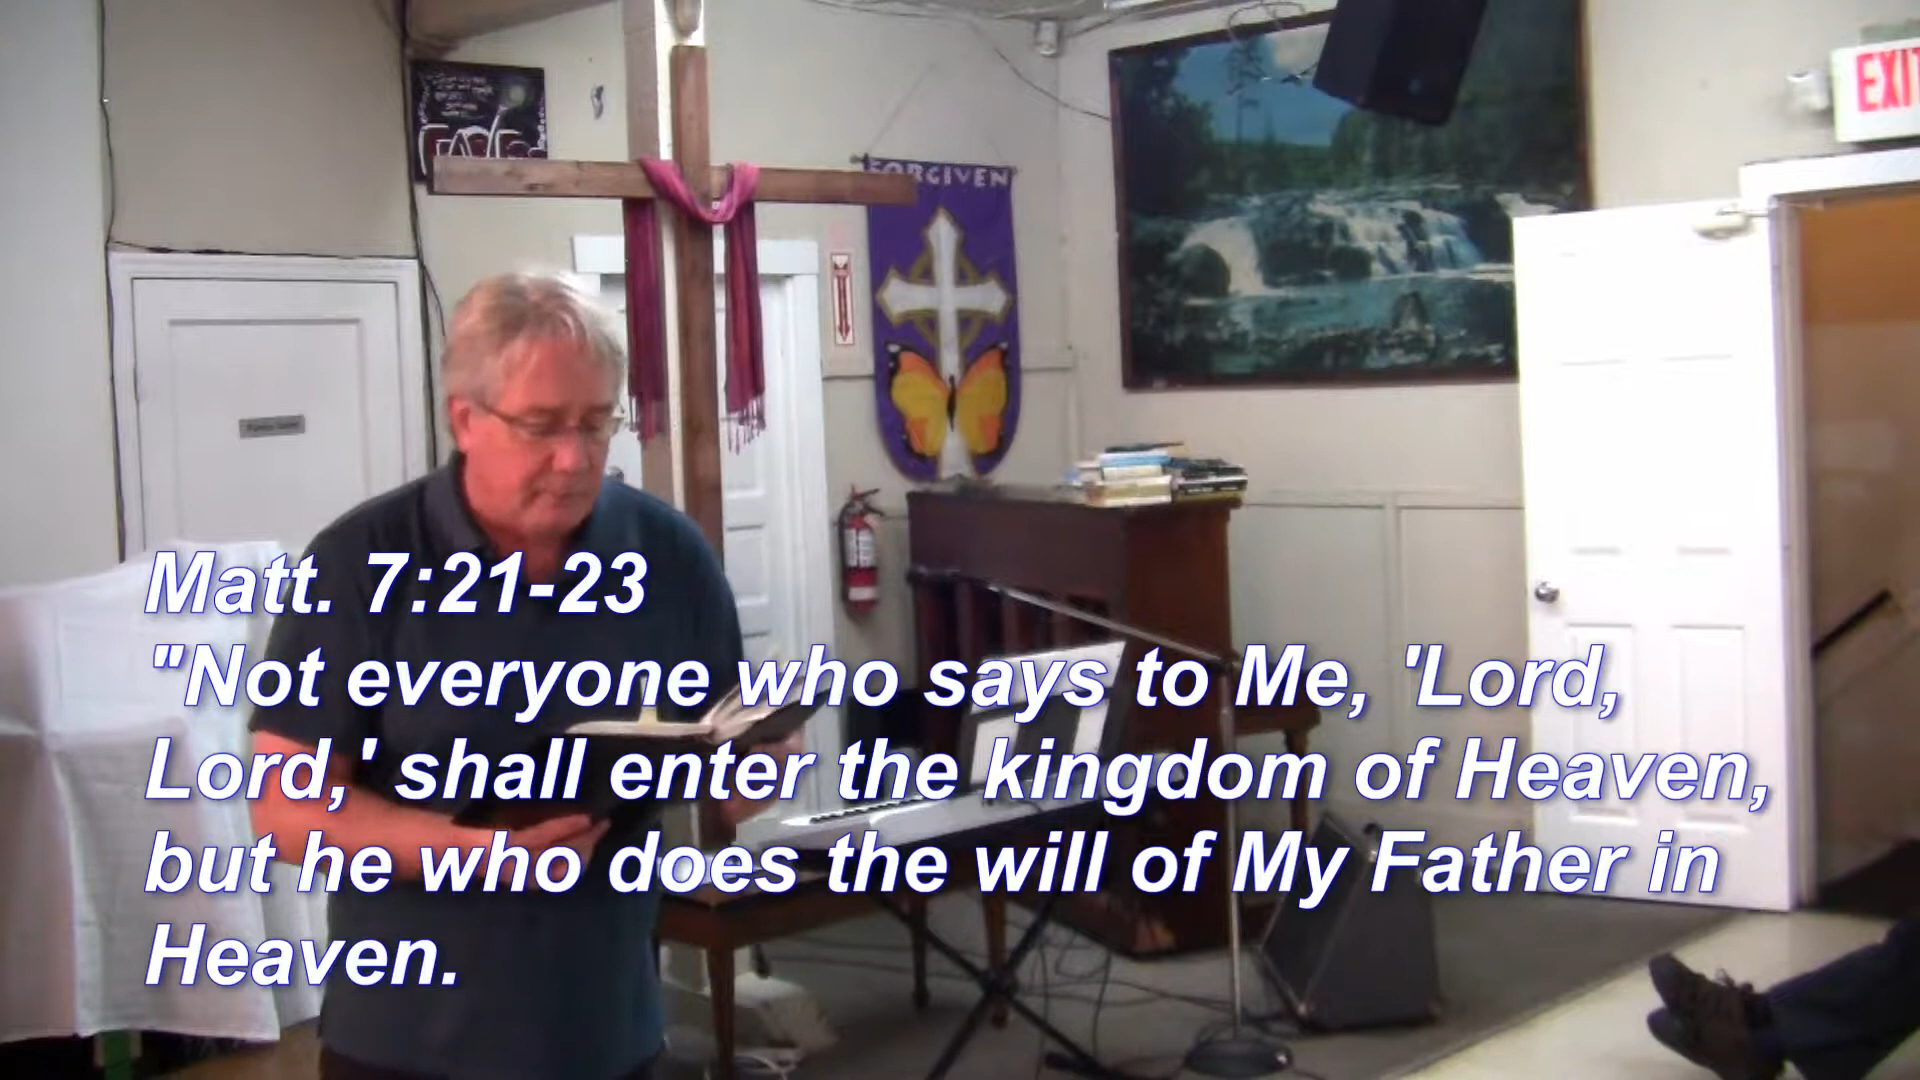 EXIT
FORGIVEN
Matt. 7:21-23
"Not everyone who says to Me, 'Lord,
Lord,' shall enter the kingdom of Heaven,
but he who does the will of My Father in
Heaven.